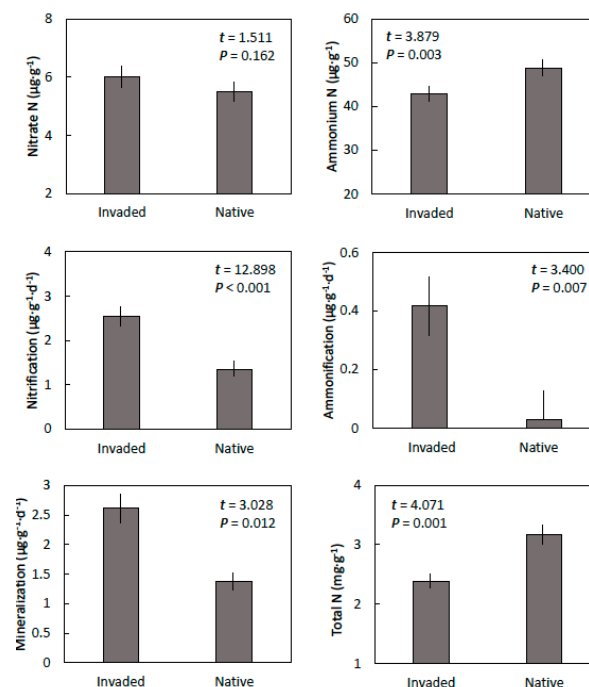 Nitrate N (µg·g⁻¹)
8
6
4
2
t = 1.511
P = 0.162
Invaded Native
Ammonium N (µg·g⁻¹)
60
50
40
30
20
t = 3.879
P = 0.003
Invaded Native
Nitrification (µg·g⁻¹·d⁻¹)
4
3
2
1
0
t = 12.898
P < 0.001
Invaded Native
Ammonification (µg·g⁻¹·d⁻¹)
0.6
0.4
0.2
0
t = 3.400
P = 0.007
Invaded Native
Mineralization (µg·g⁻¹·d⁻¹)
3
2.5
2
1.5
1
0.5
0
t = 3.028
P = 0.012
Invaded Native
Total N (mg·g⁻¹)
4
3
2
1
t = 4.071
P = 0.001
Invaded Native